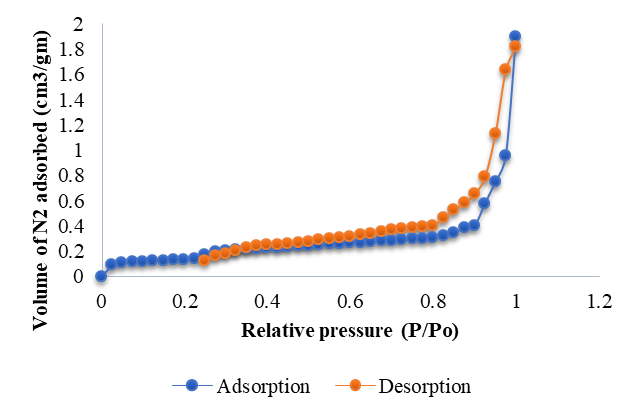 Volume of N2 adsorbed (cm3/gm)
2
1.8
1.6
1.4
1.2
1
0.8
0.6
0.4
0.2
0
0 0.2 0.4 0.6 0.8 1 1.2
Relative pressure (P/Po)
Adsorption Desorption